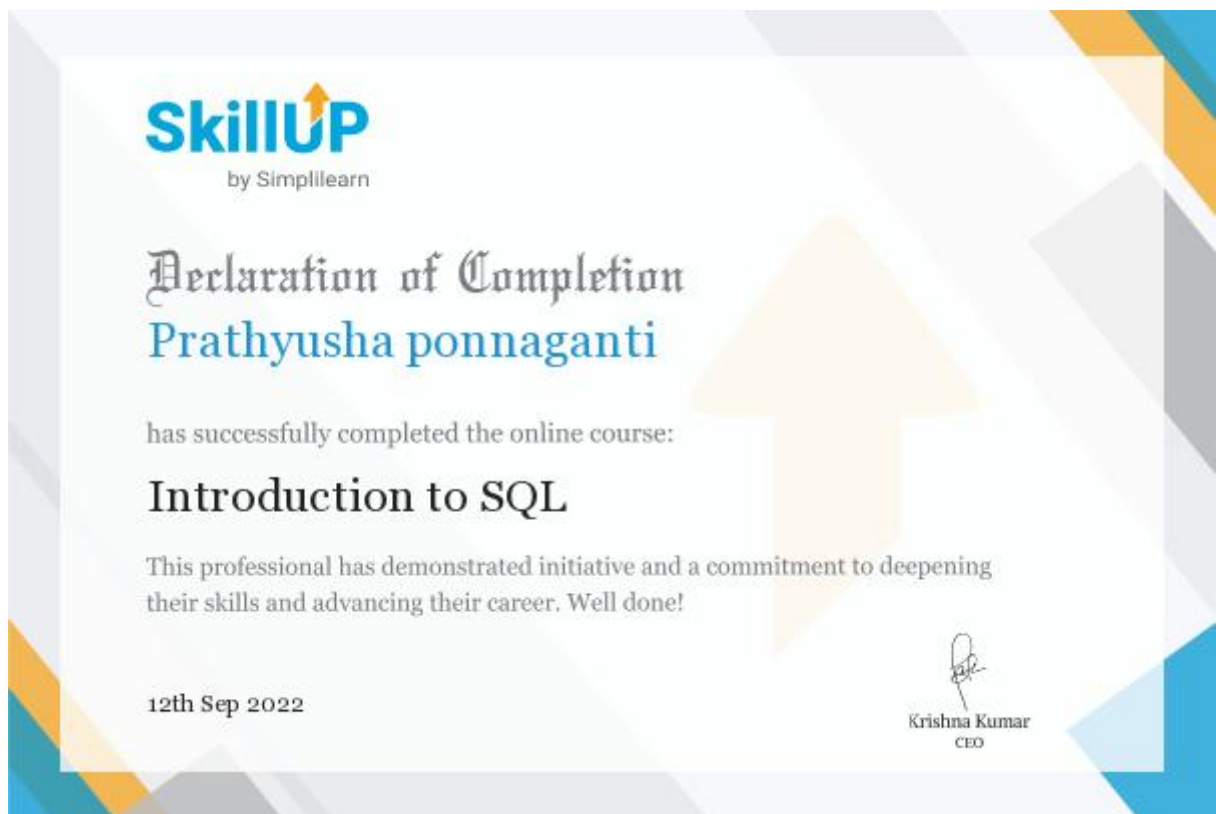 SkillUP
by Simplilearn
Declaration of Completion
Prathyusha ponnaganti
has successfully completed the online course:
Introduction to SQL
This professional has demonstrated initiative and a commitment to deepening
their skills and advancing their career. Well done!
12th Sep 2022
Krishna Kumar
CEO